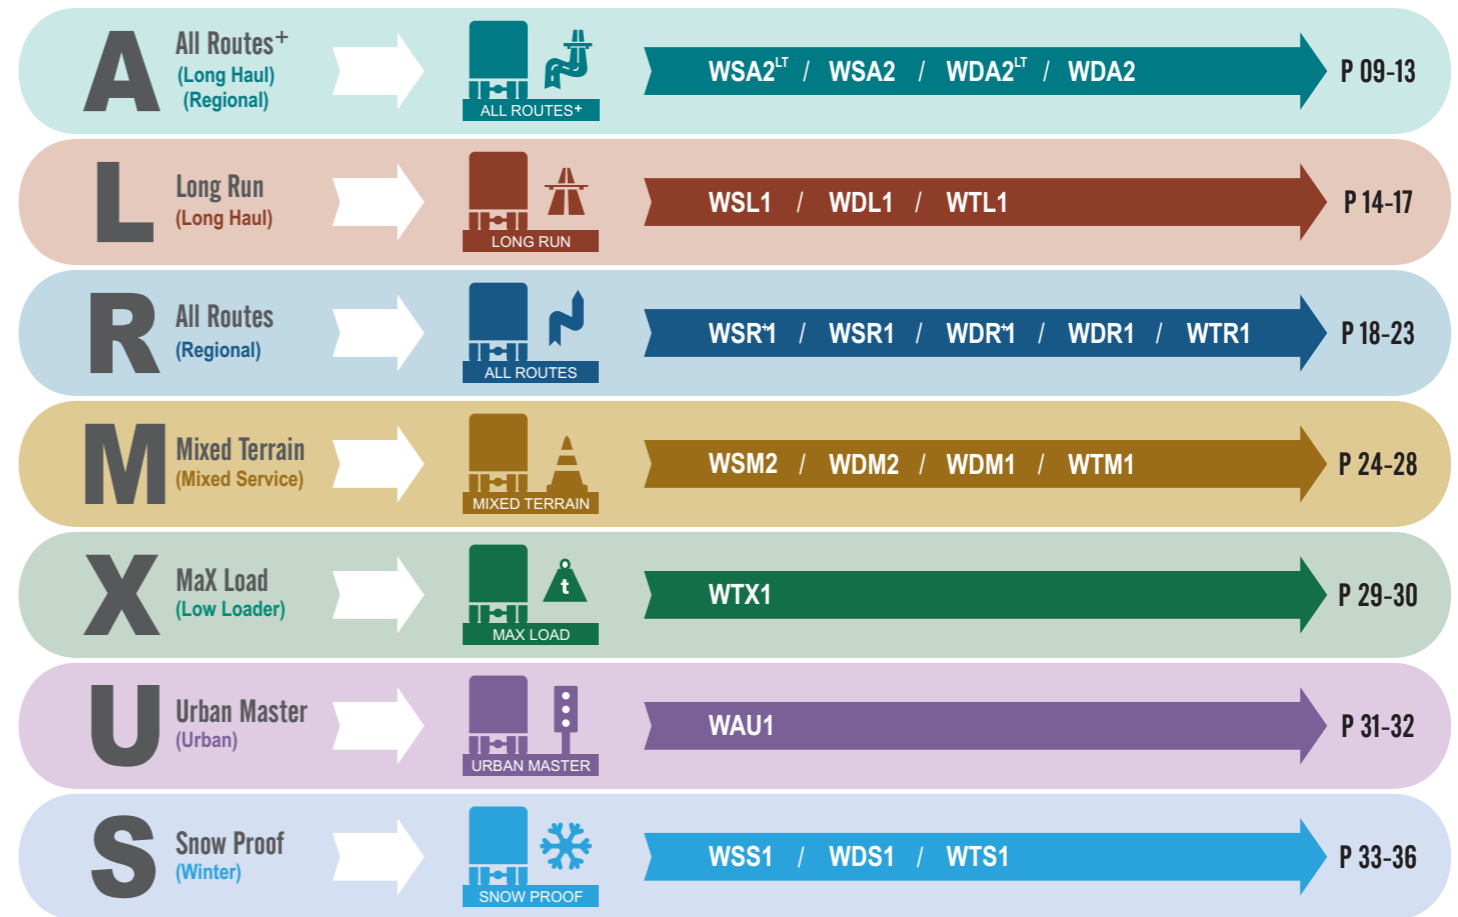 A
All Routes+
(Long Haul)
(Regional)
ALL ROUTES+
WSA2LT / WSA2 / WDA2LT / WDA2
P 09-13
L
Long Run
(Long Haul)
LONG RUN
WSL1 / WDL1 / WTL1
P 14-17
R
All Routes
(Regional)
ALL ROUTES
WSR+1 / WSR1 / WDR+1 / WDR1 / WTR1
P 18-23
M
Mixed Terrain
(Mixed Service)
MIXED TERRAIN
WSM2 / WDM2 / WDM1 / WTM1
P 24-28
X
MaX Load
(Low Loader)
t
MAX LOAD
WTX1
P 29-30
U
Urban Master
(Urban)
URBAN MASTER
WAU1
P 31-32
S
Snow Proof
(Winter)
SNOW PROOF
WSS1 / WDS1 / WTS1
P 33-36